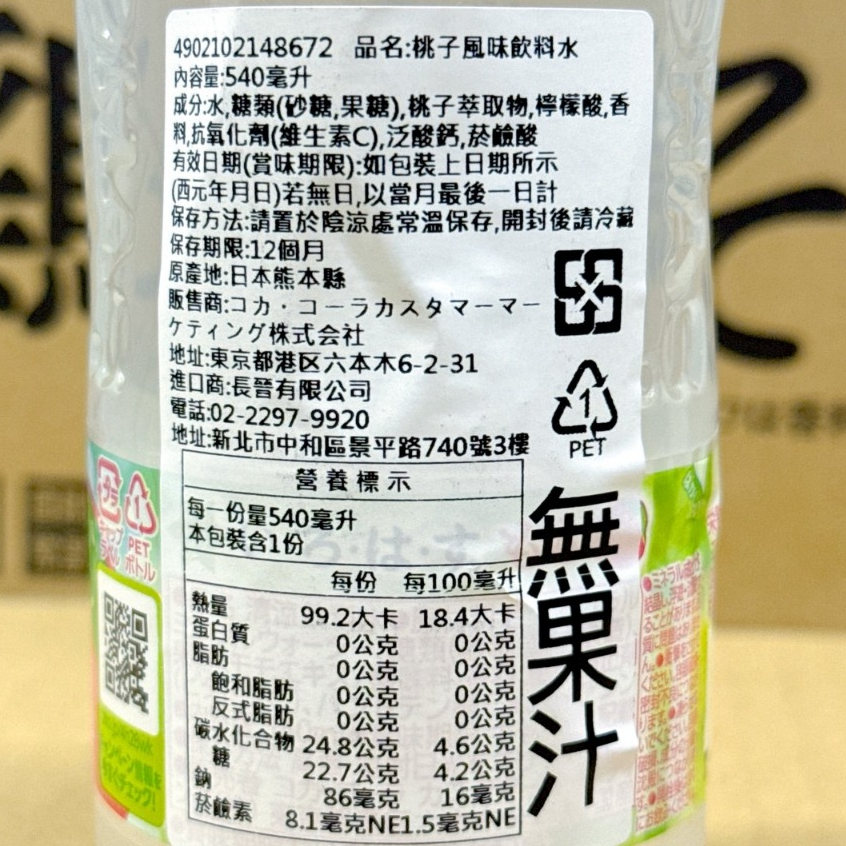 4902102148672 品名:桃子風味飲料水
內容量:540毫升
成分:水,糖類(砂糖,果糖),桃子萃取物,檸檬酸,香
料,抗氧化劑(維生素C),泛酸鈣,菸鹼酸
有效日期(賞味期限):如包裝上日期所示
(西元年月日)若無日,以當月最後一日計
保存方法:請置於陰涼處常溫保存,開封後請冷藏
保存期限:12個月
原產地:日本熊本縣
販售商:コカ・コーラカスタマーマー
ケティング株式会社
地址:東京都港区六本木6-2-31
進口商:長晉有限公司
電話:02-2297-9920
地址:新北市中和區景平路740號3樓
1
PET
無果汁
營養標示
每一份量540毫升
本包裝含1份
每份 每100毫升
熱量 99.2大卡 18.4大卡
蛋白質 0公克 0公克
脂肪 0公克 0公克
飽和脂肪 0公克 0公克
反式脂肪 0公克 0公克
碳水化合物 24.8公克 4.6公克
糖 22.7公克 4.2公克
鈉 86毫克 16毫克
菸鹼素 8.1毫克NE 1.5毫克NE
1
PET
ボトル